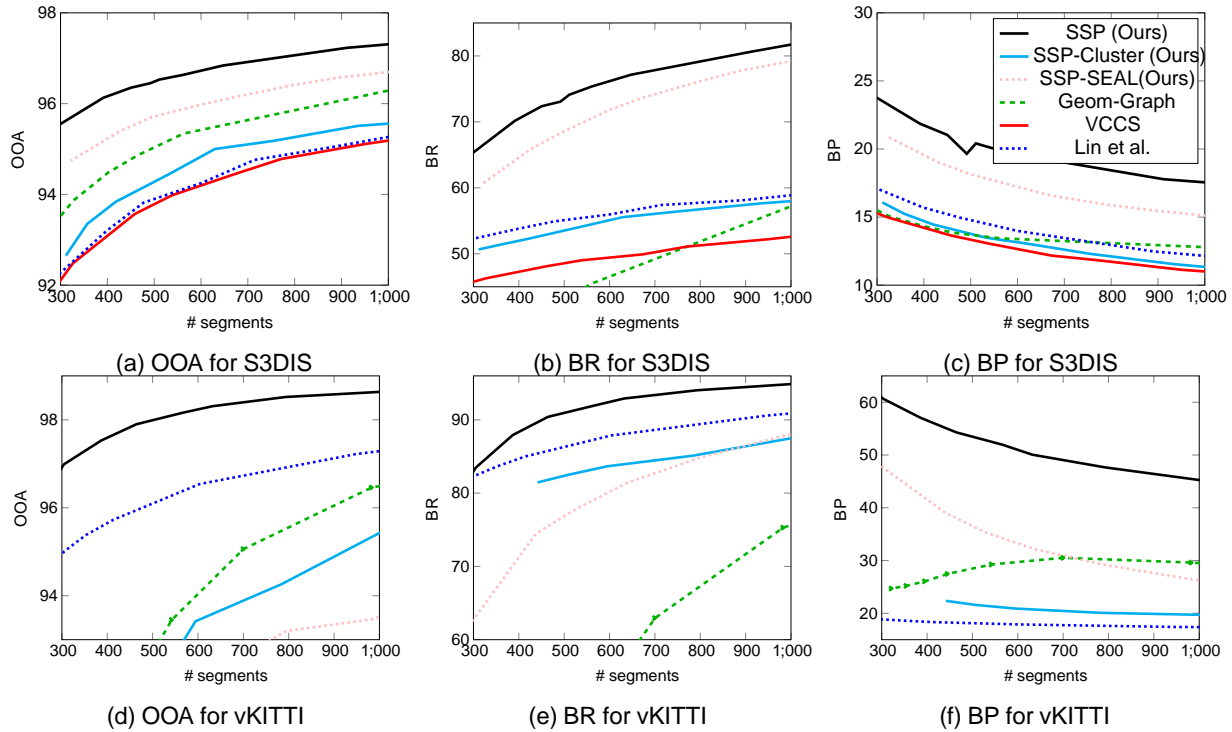 98
96
94
92
OOA
300 400 500 600 700 800 900 1;000
# segments
(a) OOA for S3DIS
80
70
60
50
BR
300 400 500 600 700 800 900 1;000
# segments
(b) BR for S3DIS
30
25
20
15
10
BP
300 400 500 600 700 800 900 1;000
# segments
(c) BP for S3DIS
SSP (Ours)
SSP-Cluster (Ours)
SSP-SEAL(Ours)
Geom-Graph
VCCS
Lin et al.
98
96
94
OOA
300 400 500 600 700 800 900 1;000
# segments
(d) OOA for vKITTI
90
80
70
60
BR
300 400 500 600 700 800 900 1;000
# segments
(e) BR for vKITTI
60
50
40
30
20
BP
300 400 500 600 700 800 900 1;000
# segments
(f) BP for vKITTI